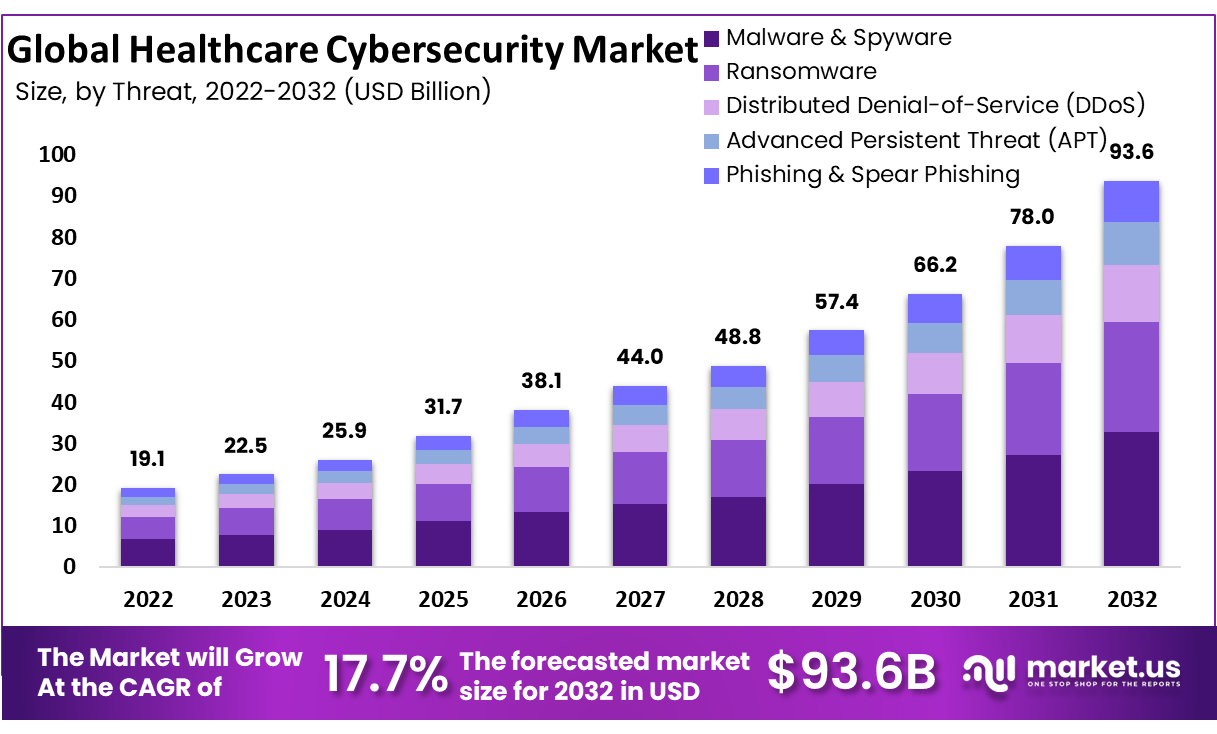 Global Healthcare Cybersecurity Market
Size, by Threat, 2022-2032 (USD Billion)
Malware & Spyware
Ransomware
Distributed Denial-of-Service (DDoS)
Advanced Persistent Threat (APT)
Phishing & Spear Phishing
100
90
80
70
60
50
40
30
20
10
0
19.1
22.5
25.9
31.7
38.1
44.0
48.8
57.4
66.2
78.0
93.6
2022
2023
2024
2025
2026
2027
2028
2029
2030
2031
2032
The Market will Grow
At the CAGR of
17.7%
The forecasted market
size for 2032 in USD
$93.6B
market.us
ONE STOP SHOP FOR THE REPORTS